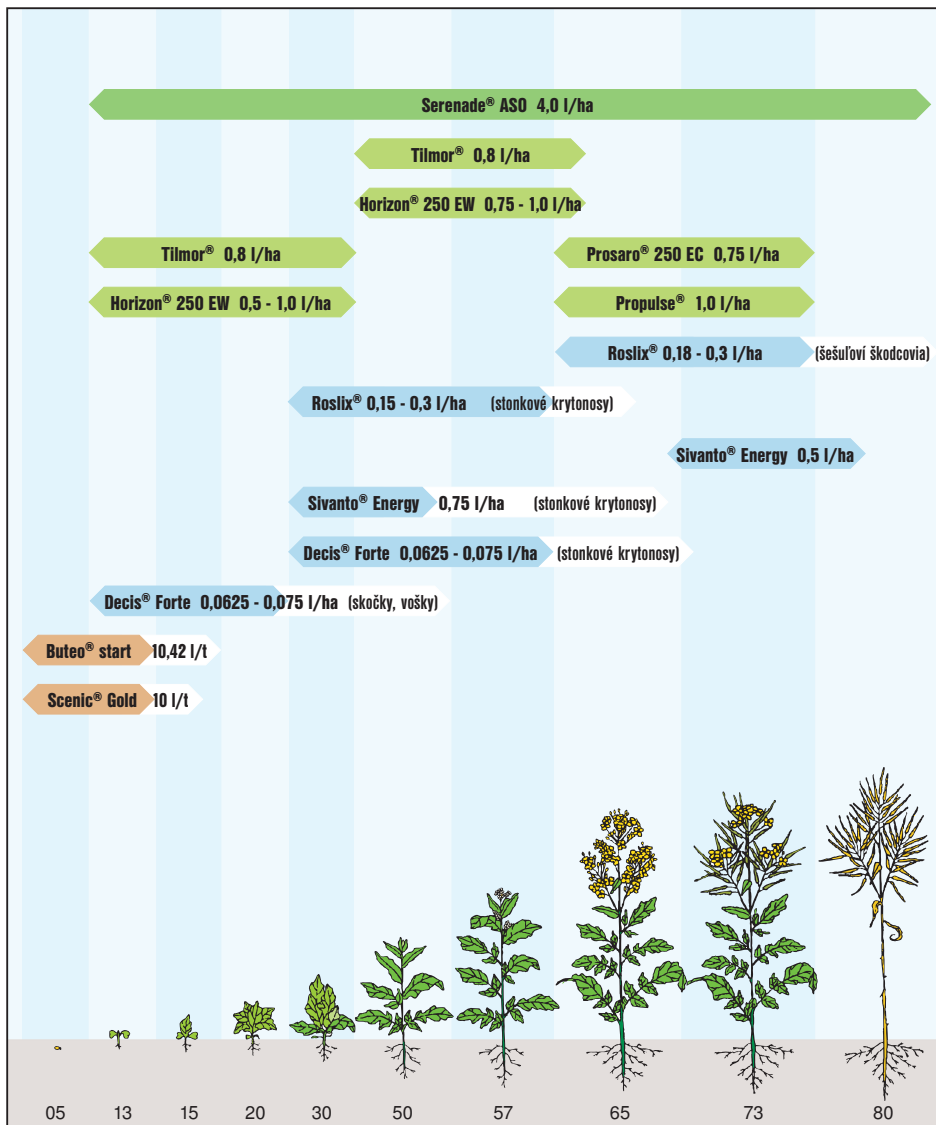 Serenade® ASO 4,0 l/ha
Tilmor® 0,8 l/ha
Horizon® 250 EW 0,75 - 1,0 l/ha
Tilmor® 0,8 l/ha
Prosaro® 250 EC 0,75 l/ha
Horizon® 250 EW 0,5 - 1,0 l/ha
Propulse® 1,0 l/ha
Roslix® 0,18 - 0,3 l/ha (šešuľoví škodcovia)
Roslix® 0,15 - 0,3 l/ha (stonkové krytonosy)
Sivanto® Energy 0,5 l/ha
Sivanto® Energy 0,75 l/ha (stonkové krytonosy)
Decis® Forte 0,0625 - 0,075 l/ha (stonkové krytonosy)
Decis® Forte 0,0625 - 0,075 l/ha (skočky, vošky)
Buteo® start 10,42 l/t
Scenic® Gold 10 l/t
05 13 15 20 30 50 57 65 73 80